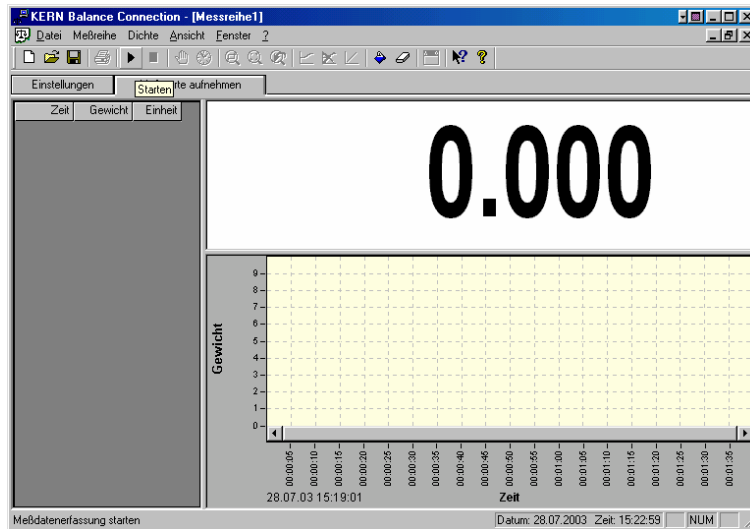 KERN Balance Connection - [Messreihe1]
Datei Meßreihe Dichte Ansicht Fenster ?
Einstellungen
Starten
rte aufnehmen
Zeit Gewicht Einheit
0.000
Gewicht
9
8
7
6
5
4
3
2
1
0
00:00:05 00:00:10 00:00:15 00:00:20 00:00:25 00:00:30 00:00:35 00:00:40 00:00:45 00:00:50 00:00:55 00:01:00 00:01:05 00:01:10 00:01:15 00:01:20 00:01:25 00:01:30 00:01:35
28.07.03 15:19:01
Zeit
Meßdatenerfassung starten
Datum: 28.07.2003 Zeit: 15:22:59 NUM